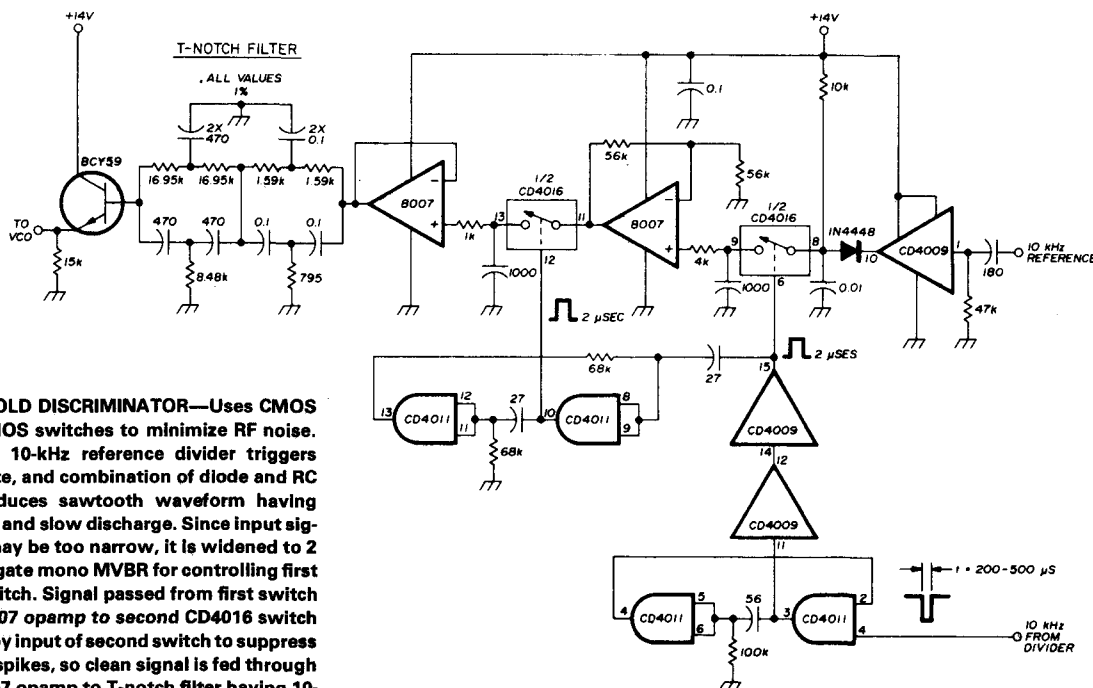 +14V
T-NOTCH FILTER
. ALL VALUES
1%
2X
470
2X
0.1
BCY59
16.95k
16.95k
1.59k
1.59k
470
470
0.1
0.1
8.48k
795
TO
VCO
15k
8007
-
+
1k
13
1/2
CD4016
11
12
1000
2 µSEC
56k
56k
8007
-
+
4k
0.1
+14V
10k
1/2
CD4016
9
8
6
1000
0.01
1N4448
10
CD4009
1
180
10 kHz
REFERENCE
47k
2 µSES
68k
27
15
CD4009
14
12
CD4009
11
13
CD4011
12
11
27
68k
10
CD4011
8
9
4
CD4011
5
6
56
100k
3
CD4011
2
4
t = 200-500 µS
10 kHz
FROM
DIVIDER
OLD DISCRIMINATOR—Uses CMOS
IOS switches to minimize RF noise.
10-kHz reference divider triggers
te, and combination of diode and RC
duces sawtooth waveform having
and slow discharge. Since input sig-
nay be too narrow, it is widened to 2
gate mono MVBR for controlling first
itch. Signal passed from first switch
07 opamp to second CD4016 switch
by input of second switch to suppress
spikes, so clean signal is fed through
07 opamp to T-notch filter having 10-